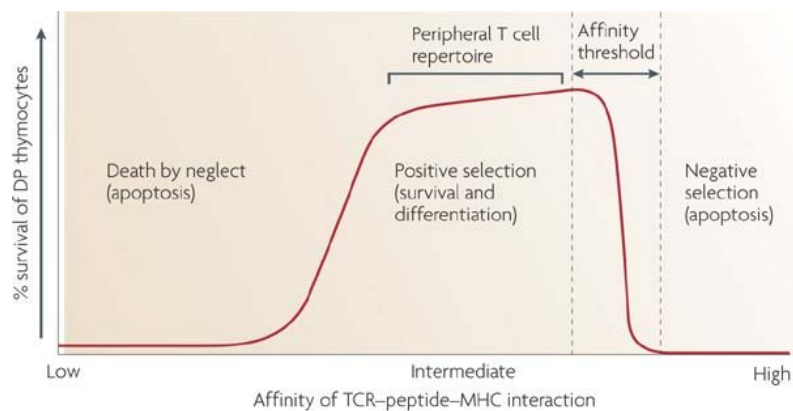 Peripheral T cell
repertoire
Affinity
threshold
Death by neglect
(apoptosis)
Positive selection
(survival and
differentiation)
Negative
selection
(apoptosis)
% survival of DP thymocytes
Low
Intermediate
High
Affinity of TCR–peptide–MHC interaction